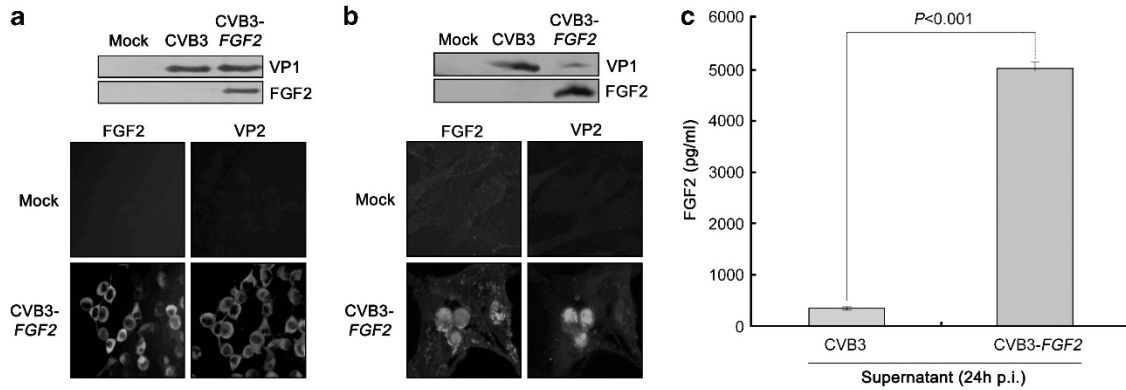 a
Mock CVB3 CVB3-FGF2
VP1
FGF2
FGF2 VP2
Mock
CVB3-FGF2
b
Mock CVB3 CVB3-FGF2
VP1
FGF2
FGF2 VP2
Mock
CVB3-FGF2
c
P<0.001
6000
5000
4000
3000
2000
1000
0
FGF2 (pg/ml)
CVB3 CVB3-FGF2
Supernatant (24h p.i.)